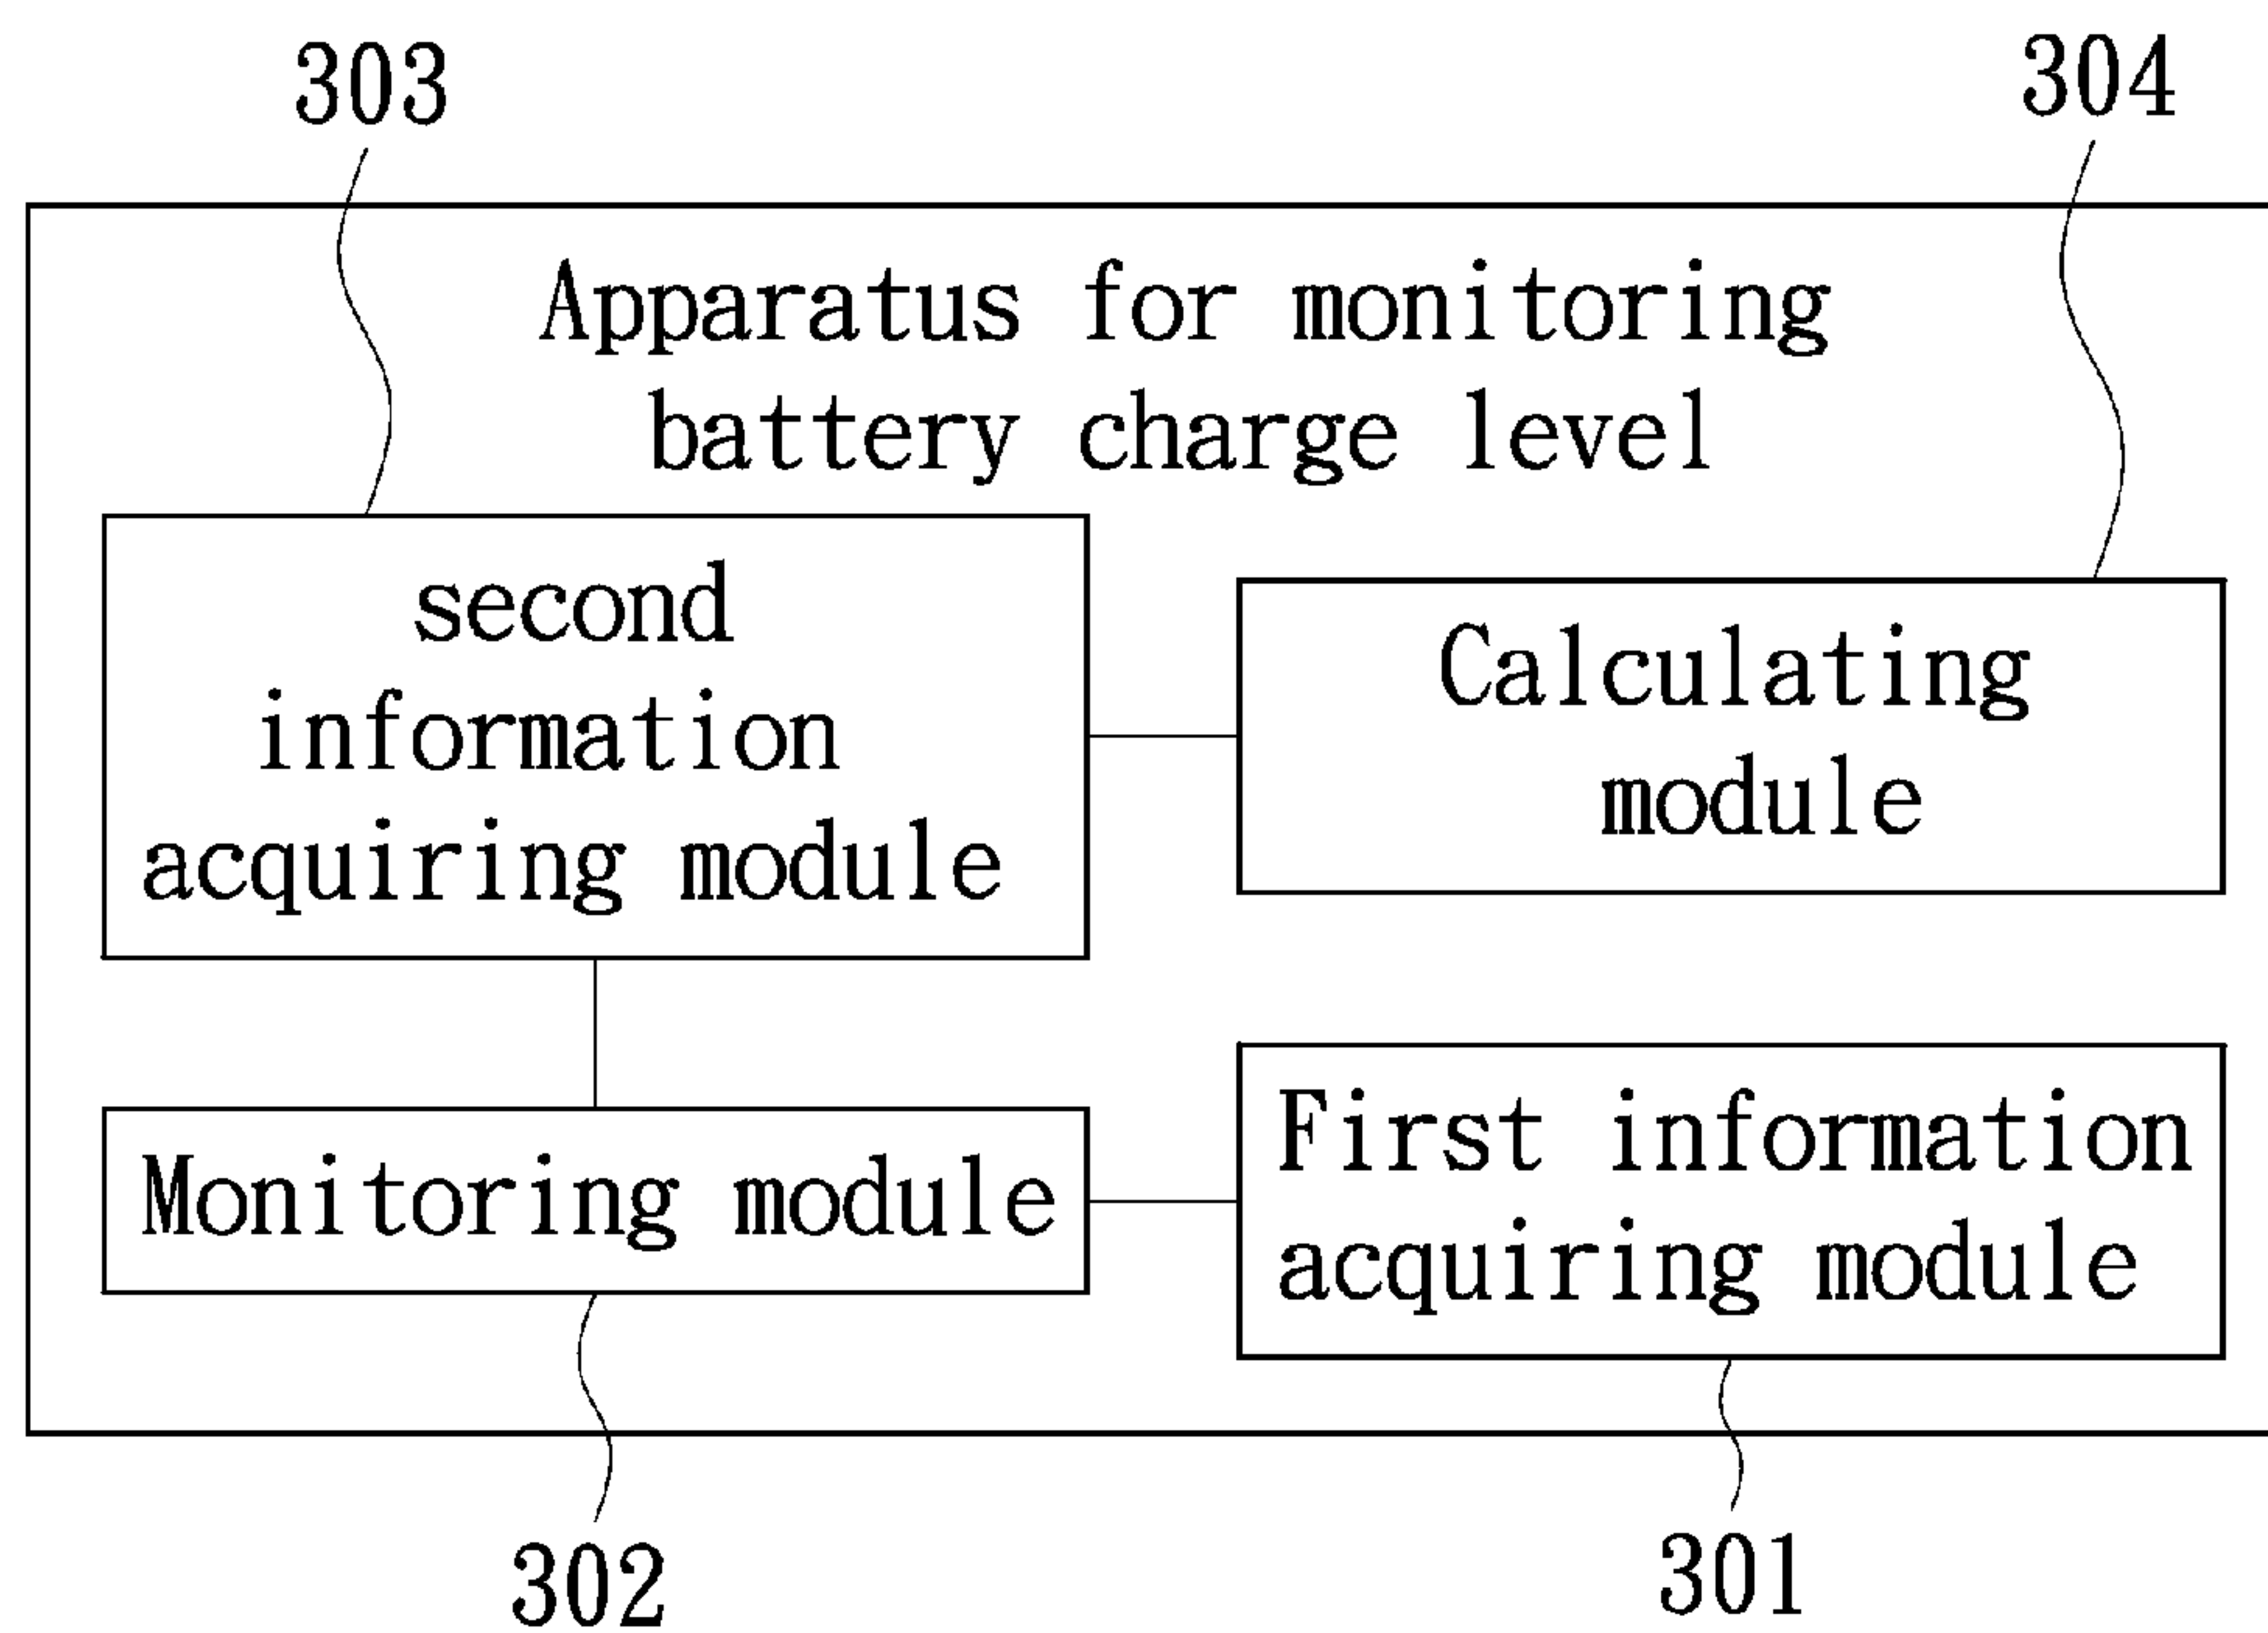 303
304
Apparatus for monitoring
battery charge level
second
information
acquiring module
Calculating
module
Monitoring module
First information
acquiring module
302
301